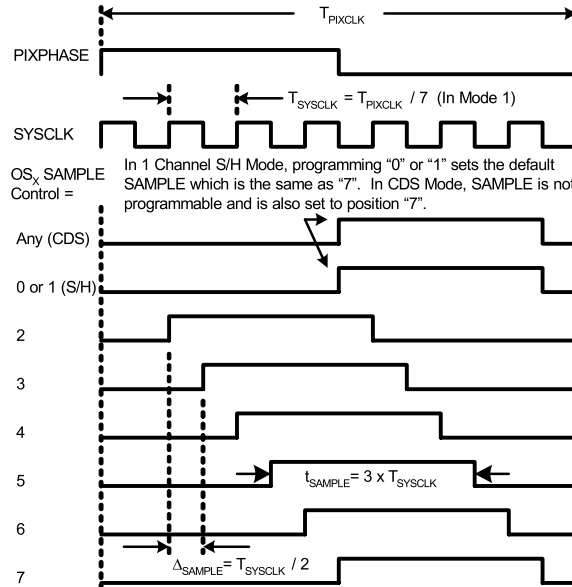 T_PIXCLK
PIXPHASE
T_SYSCLK = T_PIXCLK / 7 (In Mode 1)
SYSCLK
OS_X SAMPLE
Control =
In 1 Channel S/H Mode, programming “0” or “1” sets the default
SAMPLE which is the same as “7”. In CDS Mode, SAMPLE is not
programmable and is also set to position “7”.
Any (CDS)
0 or 1 (S/H)
2
3
4
5
t_SAMPLE= 3 x T_SYSCLK
6
Δ_SAMPLE= T_SYSCLK / 2
7